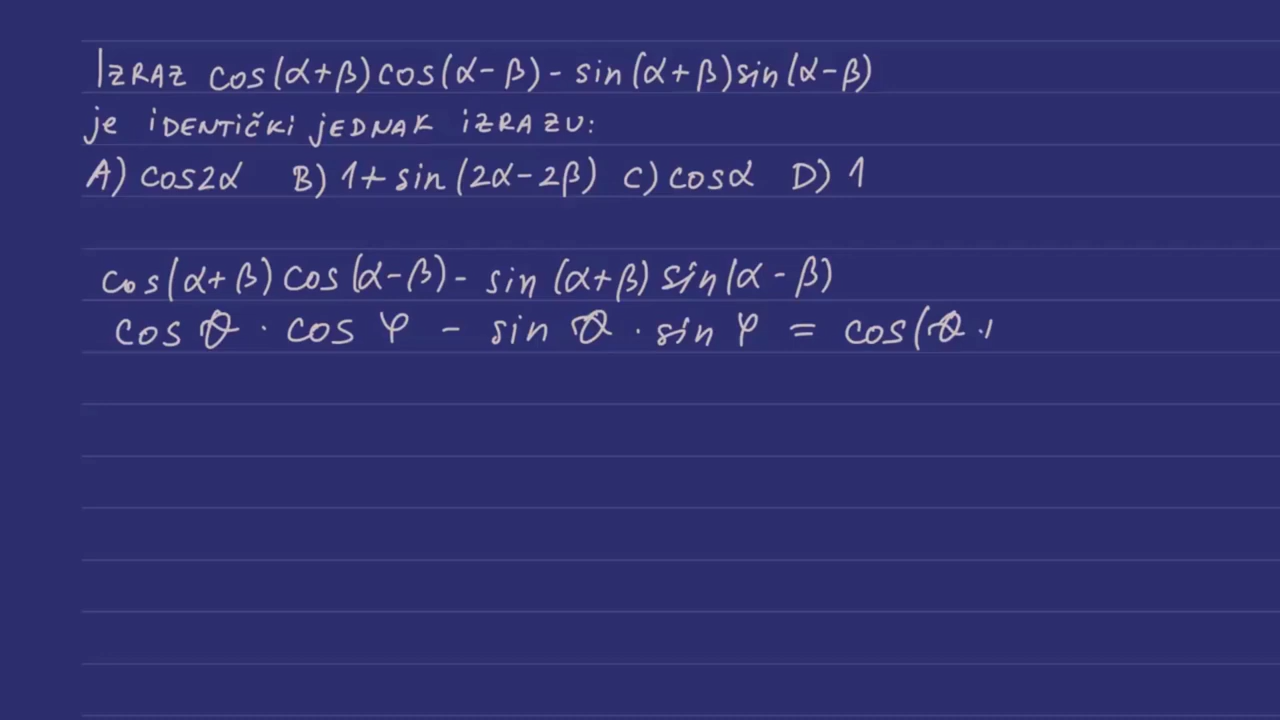 IZRAZ cos(α+β)cos(α-β)-sin(α+β)sin(α-β)
je IDENTIČKI jEDNAK IZRAZU:
A) cos2α B) 1+sin(2α-2β) C) cosα D) 1
cos(α+β)cos(α-β)-sin(α+β)sin(α-β)
cos θ · cos φ - sin θ · sin φ = cos(θ